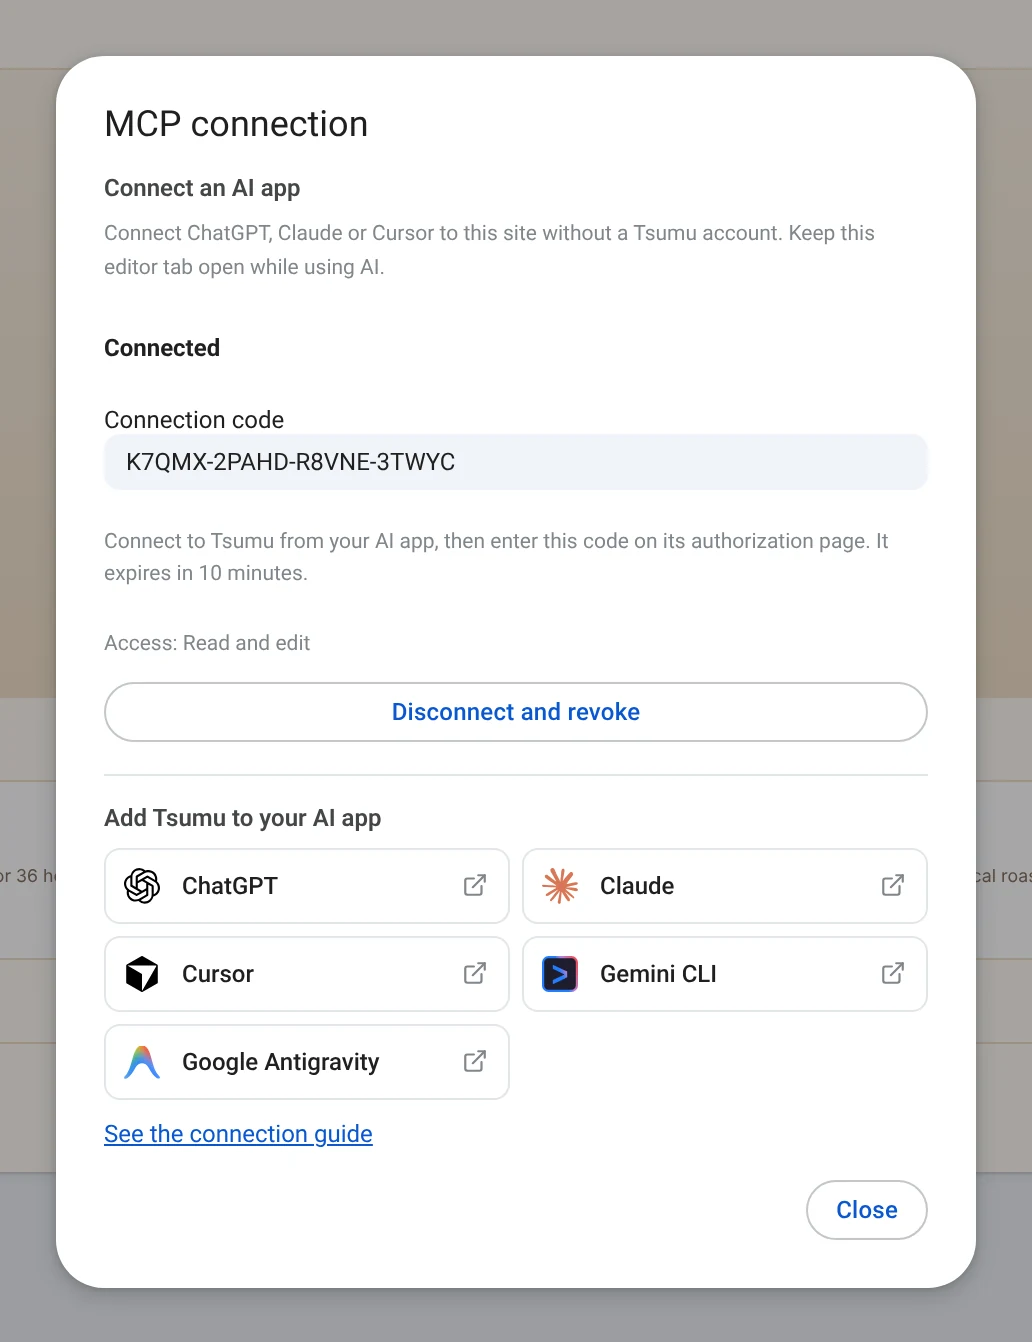 MCP connection
Connect an AI app
Connect ChatGPT, Claude or Cursor to this site without a Tsumu account. Keep this
editor tab open while using AI.
Connected
Connection code
K7QMX-2PAHD-R8VNE-3TWYC
Connect to Tsumu from your AI app, then enter this code on its authorization page. It
expires in 10 minutes.
Access: Read and edit
Disconnect and revoke
Add Tsumu to your AI app
or 36
ChatGPT
Claude
Cursor
Gemini CLI
Google Antigravity
See the connection guide
Close